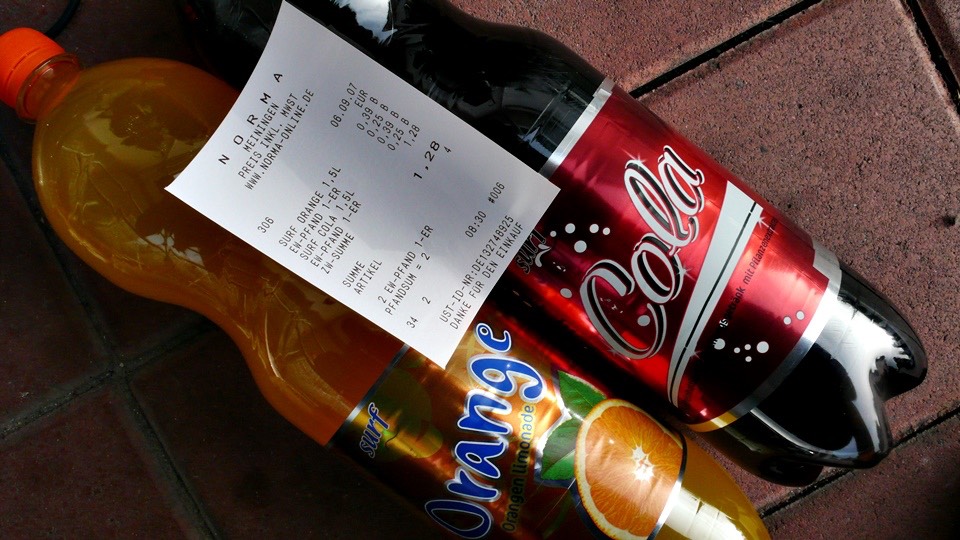 N O R M A
MEININGEN
PREIS INKL. MWST
WWW.NORMA-ONLINE.DE
306 06.09.07
EUR
SURF ORANGE 1,5L 0,39 B
EW-PFAND 1-ER 0,25 B
SURF COLA 1,5L 0,39 B
EW-PFAND 1-ER 0,25 B
ZW-SUMME 1,28
SUMME 1,28
ARTIKEL 4
2 EW-PFAND 1-ER
PFANDSUM = 2
34 2 08:30 #006
UST-ID-NR:DE132748925
DANKE FÜR DEN EINKAUF
surf
Cola
mit
surf
Orange
Orangenlimonade